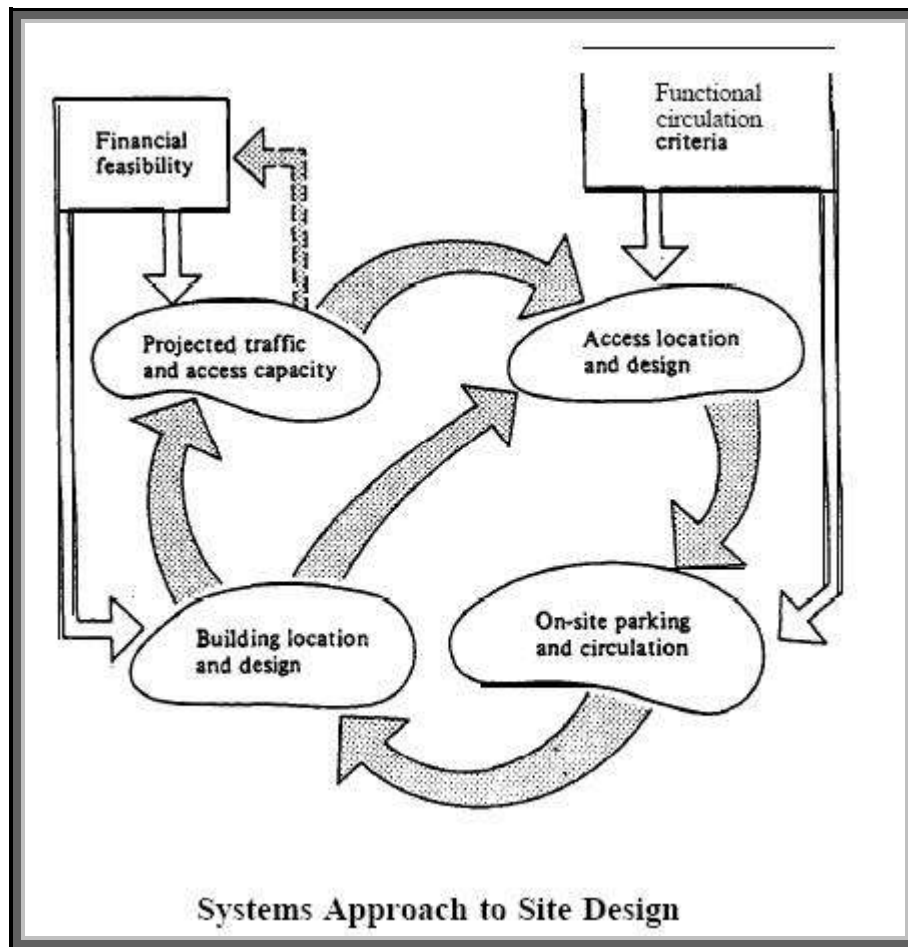 Financial
feasibility
Functional
circulation
criteria
Projected traffic
and access capacity
Access location
and design
Building location
and design
On-site parking
and circulation
Systems Approach to Site Design